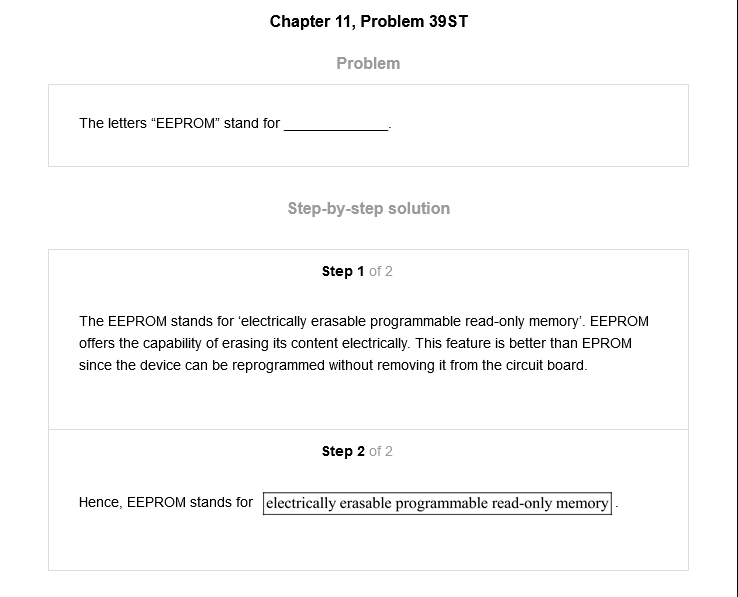 Chapter 11, Problem 39ST
Problem
The letters “EEPROM” stand for _____________.
Step-by-step solution
Step 1 of 2
The EEPROM stands for ‘electrically erasable programmable read-only memory’. EEPROM
offers the capability of erasing its content electrically. This feature is better than EPROM
since the device can be reprogrammed without removing it from the circuit board.
Step 2 of 2
Hence, EEPROM stands for electrically erasable programmable read-only memory .